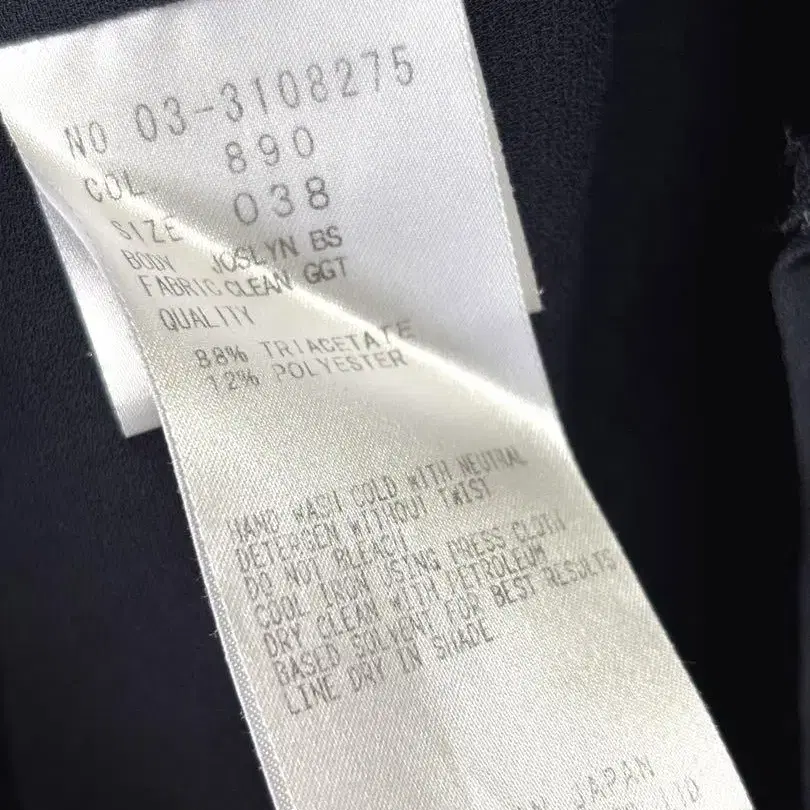 NO 03-3108275
COL. 890
SIZE 038
BODY JOSLYN BS
FABRIC CLEAN GGT
QUALITY
88% TRIACETATE
12% POLYESTER
HAND WASH COLD WITH NEUTRAL
DETERGEN WITHOUT TWIST
DO NOT BLEACH
COOL IRON USING PRESS CLOTH
DRY CLEAN WITH PETROLEUM
BASED SOLVENT FOR BEST RESULTS
LINE DRY IN SHADE
JAPAN
LTD